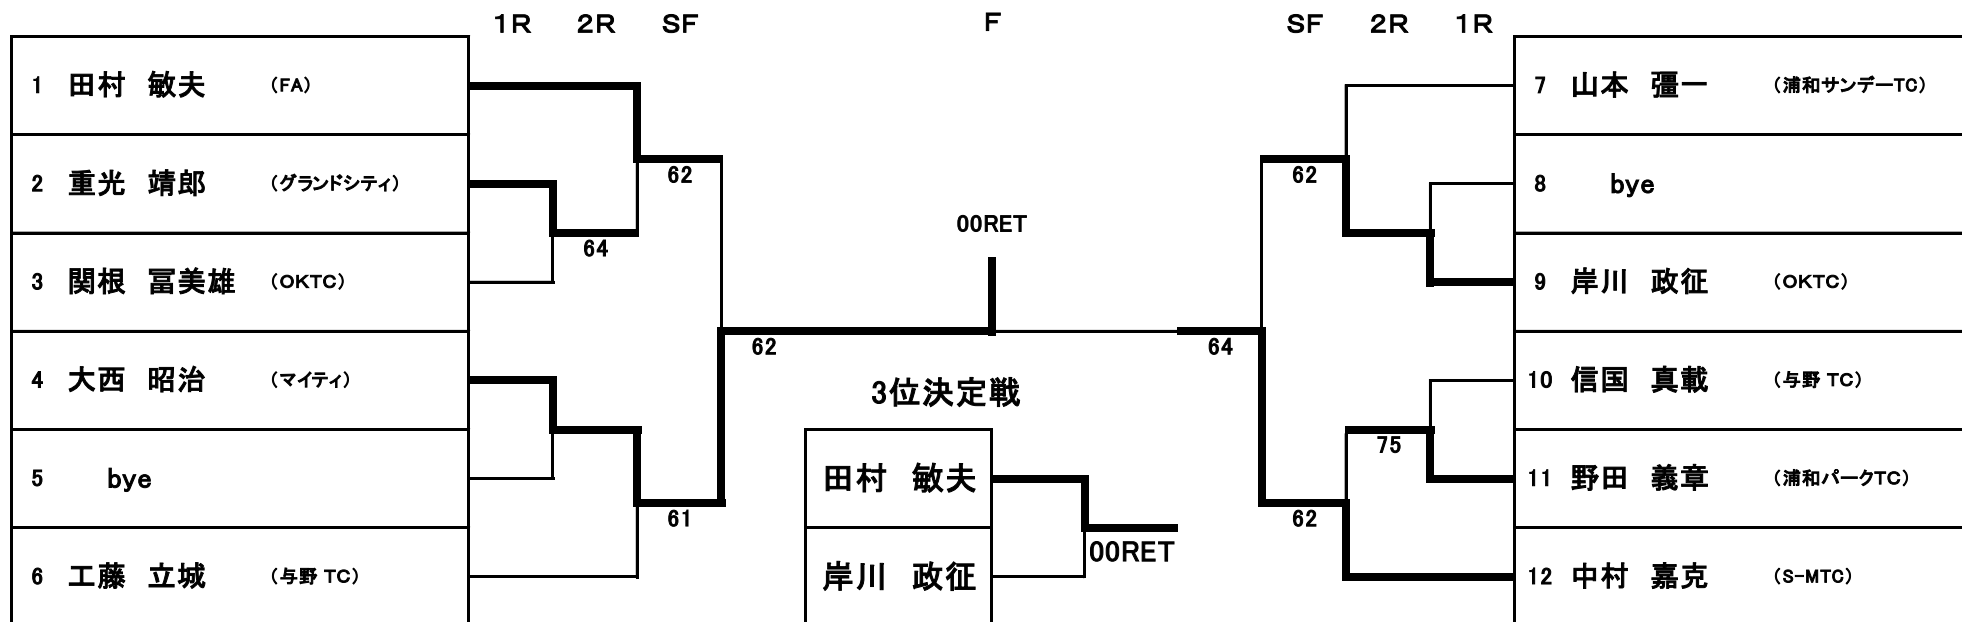 1R 2R SF F SF 2R 1R
1 田村 敏夫 (FA)
2 重光 靖郎 (グランドシティ)
3 関根 冨美雄 (OKTC)
4 大西 昭治 (マイティ)
5 bye
6 工藤 立城 (与野 TC)
62
64
61
62
00RET
3位決定戦
田村 敏夫
岸川 政征
00RET
64
62
75
62
7 山本 彊一 (浦和サンデーTC)
8 bye
9 岸川 政征 (OKTC)
10 信国 真載 (与野 TC)
11 野田 義章 (浦和パークTC)
12 中村 嘉克 (S-MTC)